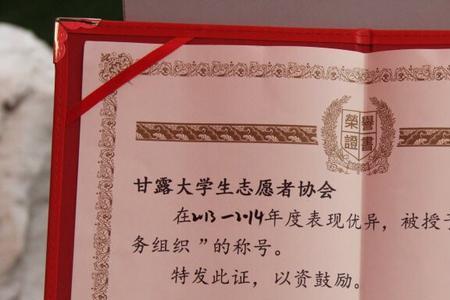 榮譽
證書
甘露大学生志愿者协会
在2013-2014年度表现优异，被授予
务组织”的称号。
特发此证，以资鼓励。